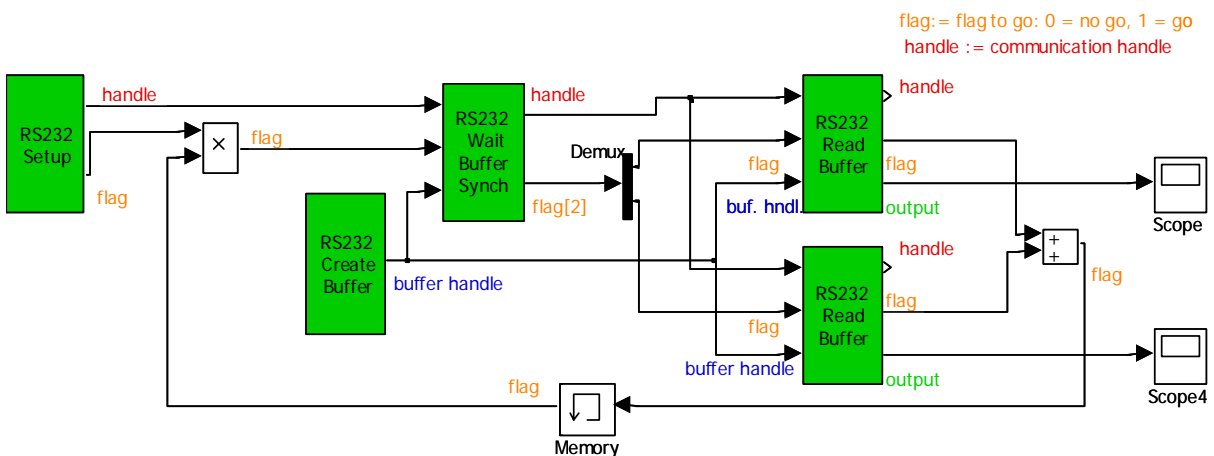 flag:= flag to go: 0 = no go, 1 = go
handle := communication handle
RS232
Setup
handle
flag
×
flag
RS232
Wait
Buffer
Synch
handle
flag[2]
RS232
Create
Buffer
buffer handle
Demux
flag
buf. hndl.
RS232
Read
Buffer
handle
flag
output
Scope
flag
buffer handle
RS232
Read
Buffer
handle
flag
output
+
+
flag
Scope4
flag
Memory